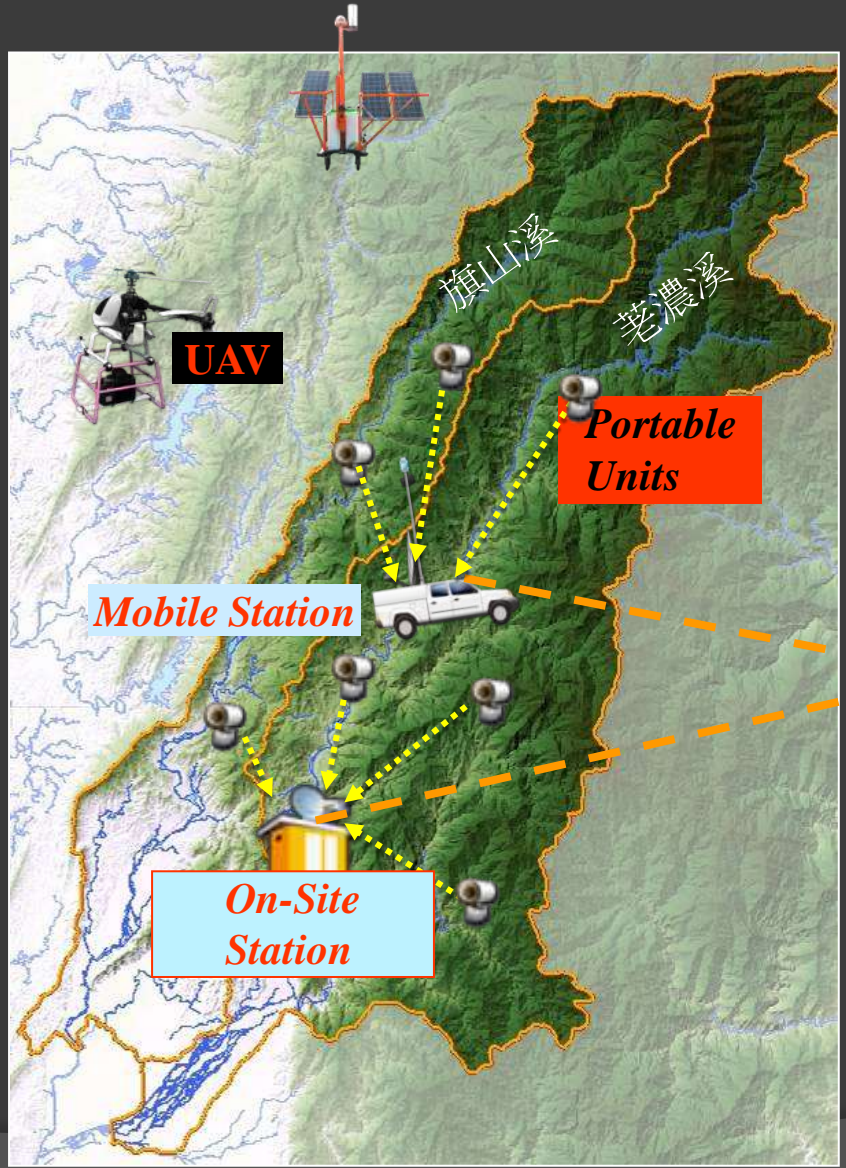 旗山溪
荖濃溪
UAV
Portable
Units
Mobile Station
On-Site
Station